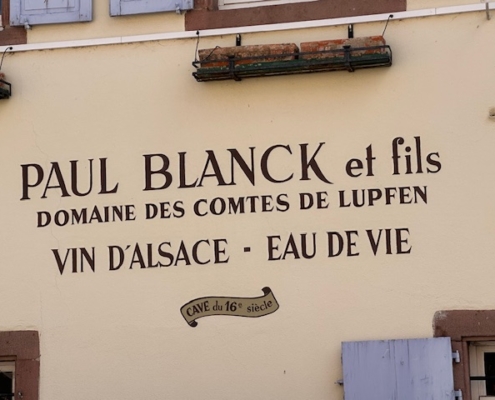 PAUL BLANCK et fils
DOMAINE DES COMTES DE LUPFEN
VIN D'ALSACE - EAU DE VIE
CAVE du 16e siècle